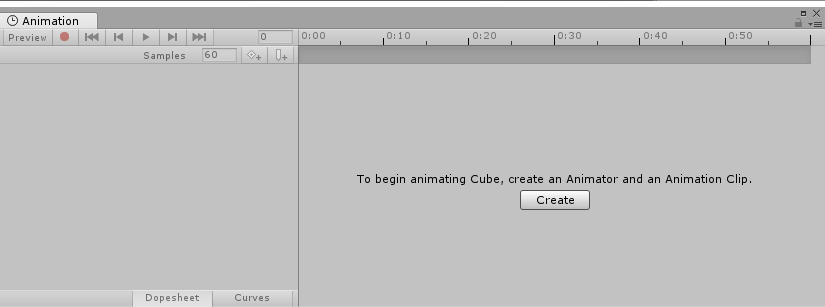 Animation
Preview 0 0:00 0:10 0:20 0:30 0:40 0:50
Samples 60
To begin animating Cube, create an Animator and an Animation Clip.
Create
Dopesheet Curves